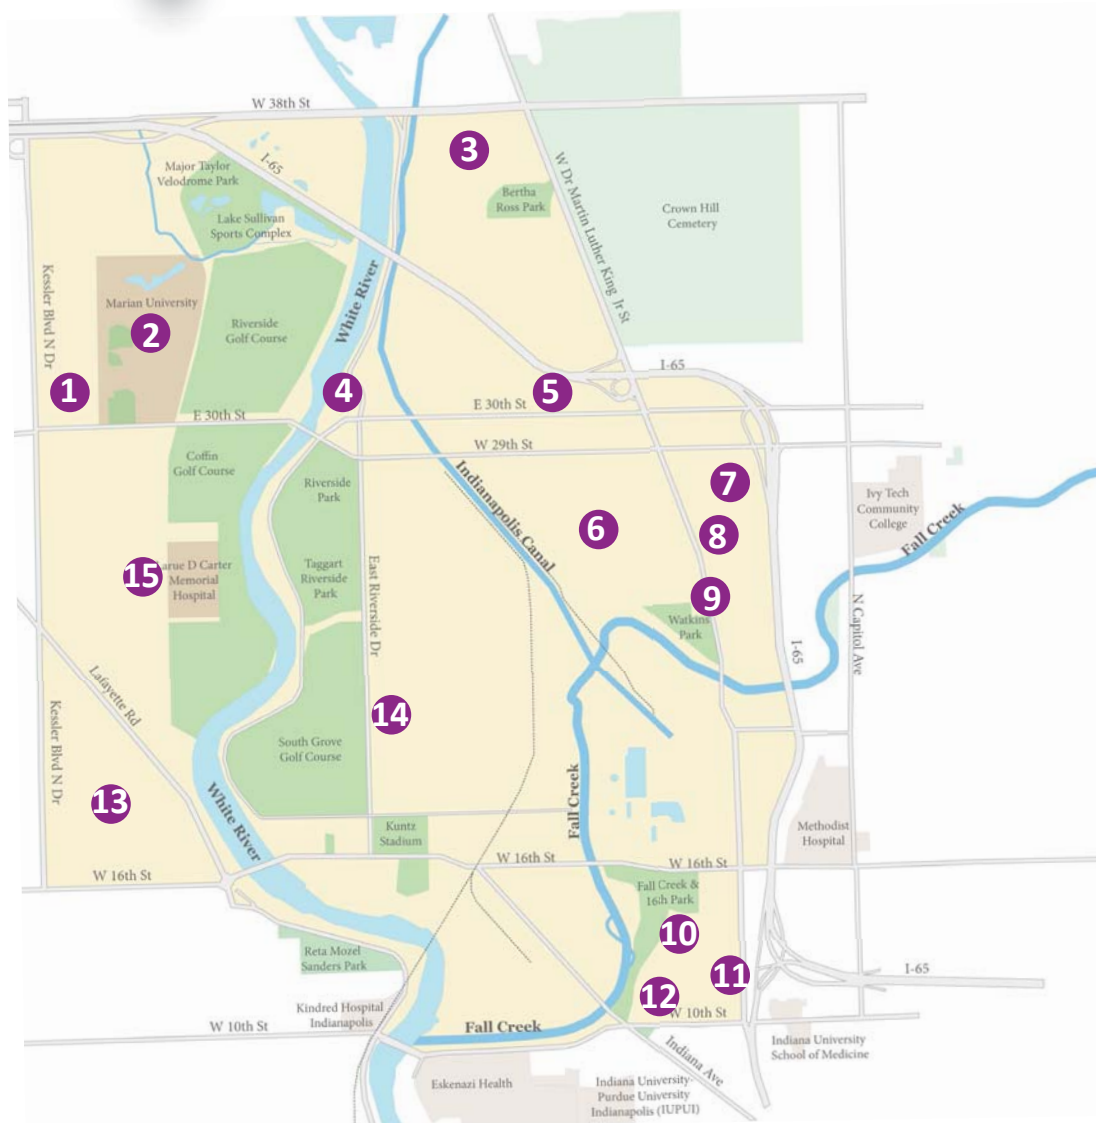 W 38th St
3
I-65
Major Taylor
Velodrome Park
W Dr Martin Luther King Jr St
Bertha
Ross Park
Crown Hill
Cemetery
Lake Sullivan
Sports Complex
Kessler Blvd N Dr
Marian University
2
White River
Riverside
Golf Course
I-65
1
4
5
E 30th St
E 30th St
W 29th St
Coffin
Golf Course
Riverside
Park
Indianapolis Canal
7
Ivy Tech
Community
College
Fall Creek
6
8
15
Larue D Carter
Memorial
Hospital
Taggart
Riverside
Park
East Riverside Dr
9
Watkins
Park
N Capitol Ave
I-65
Lafayette Rd
14
Kessler Blvd N Dr
South Grove
Golf Course
13
White River
Fall Creek
Kuntz
Stadium
Methodist
Hospital
W 16th St
W 16th St
W 16th St
Fall Creek &
16th Park
10
Reta Mozel
Sanders Park
11
I-65
12
Kindred Hospital
Indianapolis
W 10th St
Fall Creek
W 10th St
Indiana Ave
Indiana University
School of Medicine
Eskenazi Health
Indiana University-
Purdue University
Indianapolis (IUPUI)